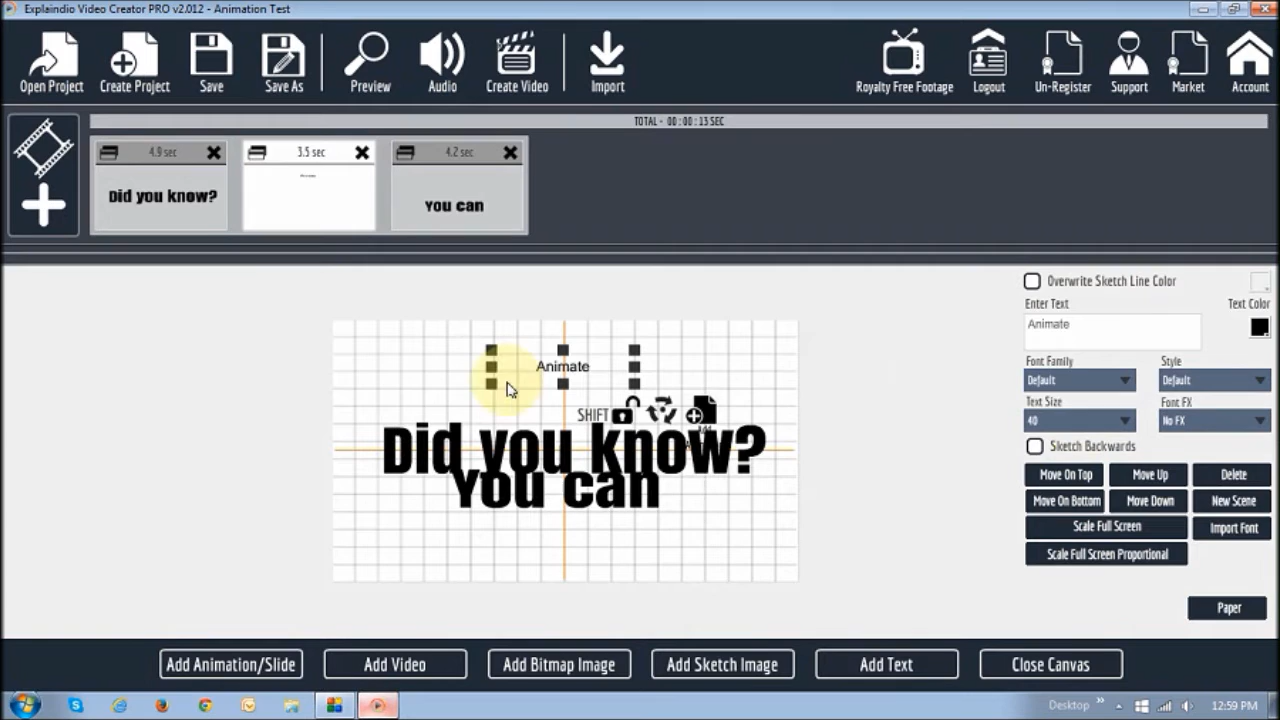 Explaindio Video Creator PRO v2.012 - Animation Test
Open Project
Create Project
Save
Save As
Preview
Audio
Create Video
Import
Royalty Free Footage
Logout
Un-Register
Support
Market
Account
TOTAL - 00 : 00 : 13 SEC
4.9 sec
3.5 sec
4.2 sec
Did you know?
You can
Overwrite Sketch Line Color
Enter Text
Text Color
Animate
Animate
Font Family
Style
Default
Default
Text Size
Font FX
40
No FX
SHIFT
Did you know?
You can
Sketch Backwards
Move On Top
Move Up
Delete
Move On Bottom
Move Down
New Scene
Scale Full Screen
Import Font
Scale Full Screen Proportional
Paper
Add Animation/Slide
Add Video
Add Bitmap Image
Add Sketch Image
Add Text
Close Canvas
Desktop
12:59 PM